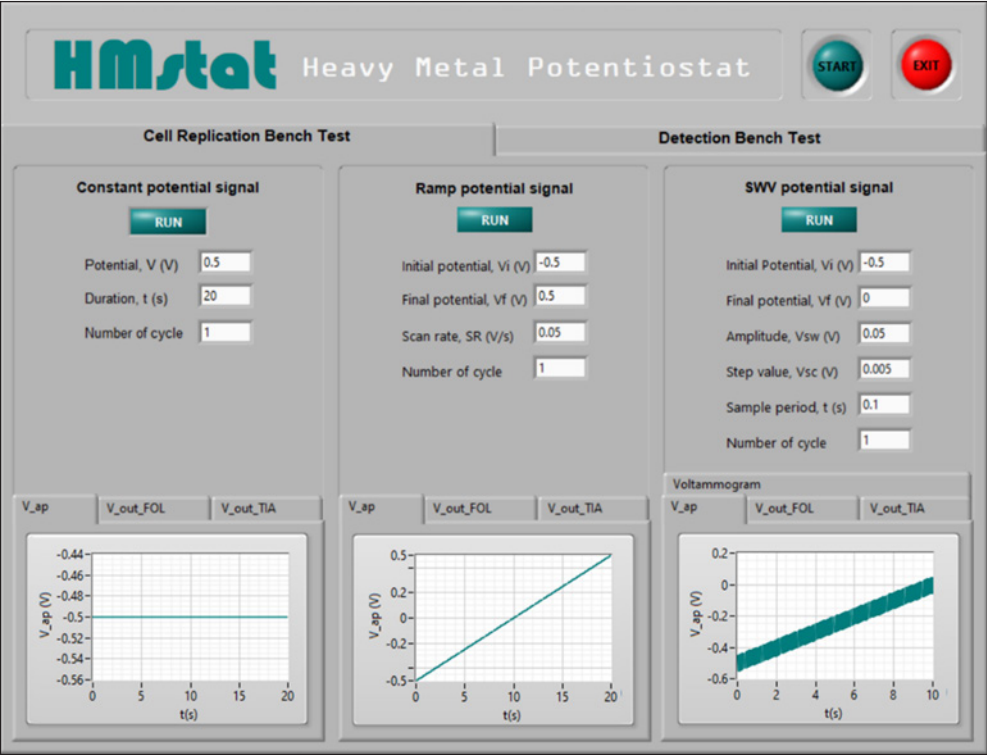 HMstat Heavy Metal Potentiostat
START
EXIT
Cell Replication Bench Test
Detection Bench Test
Constant potential signal
RUN
Potential, V (V) 0.5
Duration, t (s) 20
Number of cycle 1
V_ap V_out_FOL V_out_TIA
V_ap (V)
-0.44
-0.46
-0.48
-0.5
-0.52
-0.54
-0.56
0 5 10 15 20
t(s)
Ramp potential signal
RUN
Initial potential, Vi (V) -0.5
Final potential, Vf (V) 0.5
Scan rate, SR (V/s) 0.05
Number of cycle 1
V_ap V_out_FOL V_out_TIA
V_ap (V)
0.5
0.2
0
-0.2
-0.5
0 5 10 15 20
t(s)
SWV potential signal
RUN
Initial Potential, Vi (V) -0.5
Final potential, Vf (V) 0
Amplitude, Vsw (V) 0.05
Step value, Vsc (V) 0.005
Sample period, t (s) 0.1
Number of cycle 1
Voltammogram
V_ap V_out_FOL V_out_TIA
V_ap (V)
0.2
0
-0.2
-0.4
-0.6
0 2 4 6 8 10
t(s)